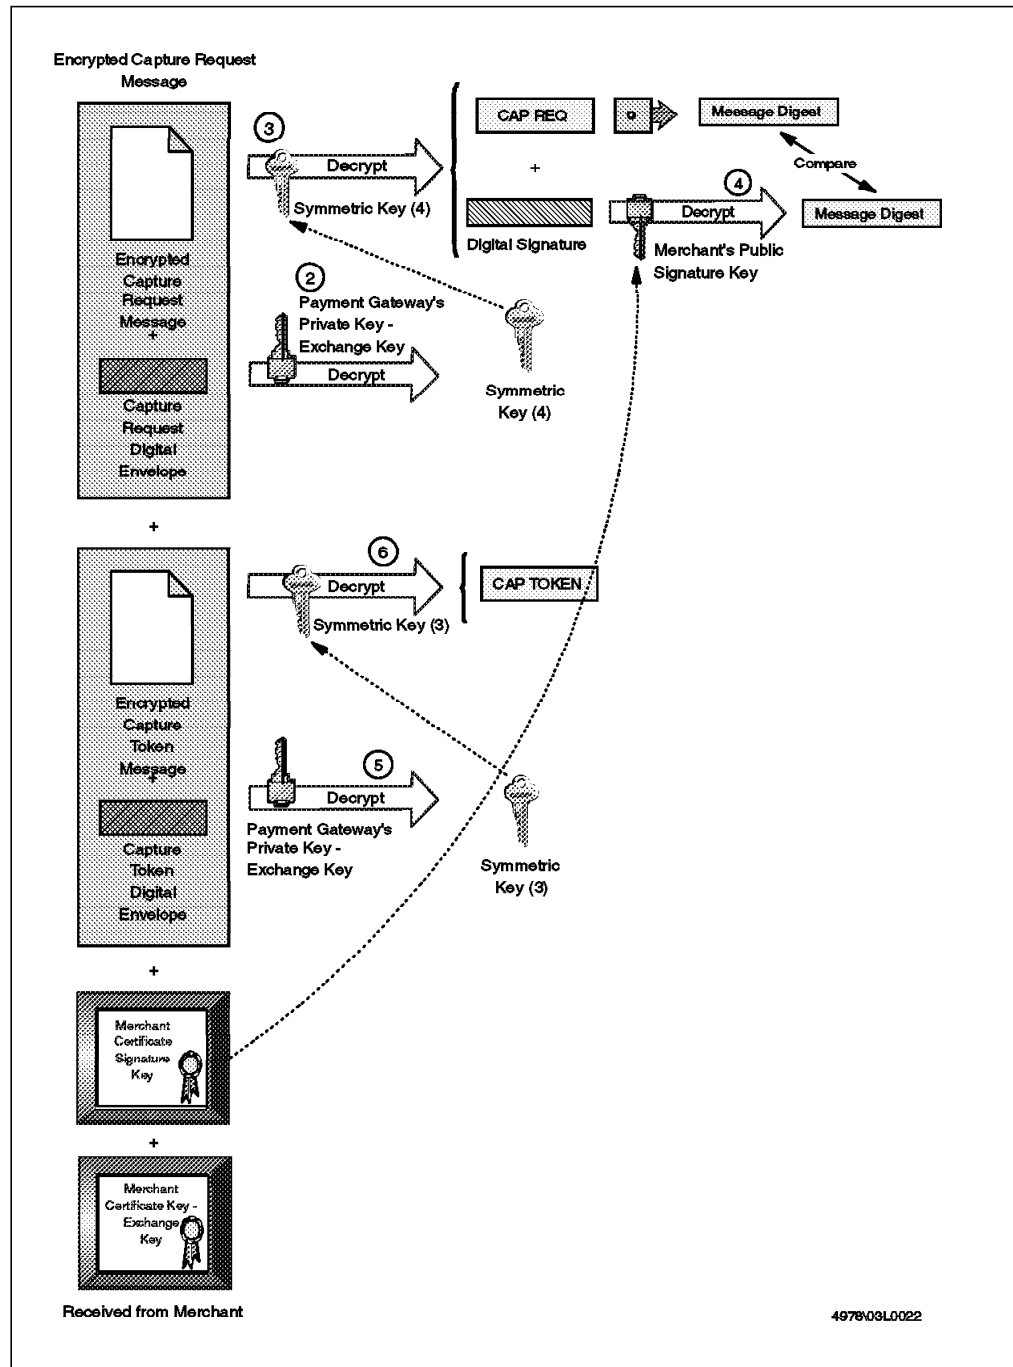 Encrypted Capture Request
Message
3
Decrypt
Symmetric Key (4)
CAP REQ
+
Digital Signature
Message Digest
Compare
4
Decrypt
Message Digest
Merchant's Public
Signature Key
Encrypted
Capture
Request
Message
+
Capture
Request
Digital
Envelope
2
Payment Gateway's
Private Key -
Exchange Key
Decrypt
Symmetric
Key (4)
+
6
Decrypt
Symmetric Key (3)
CAP TOKEN
Encrypted
Capture
Token
Message
+
Capture
Token
Digital
Envelope
5
Decrypt
Payment Gateway's
Private Key -
Exchange Key
Symmetric
Key (3)
+
Merchant
Certificate
Signature
Key
+
Merchant
Certificate Key -
Exchange
Key
Received from Merchant
4978\03L0022